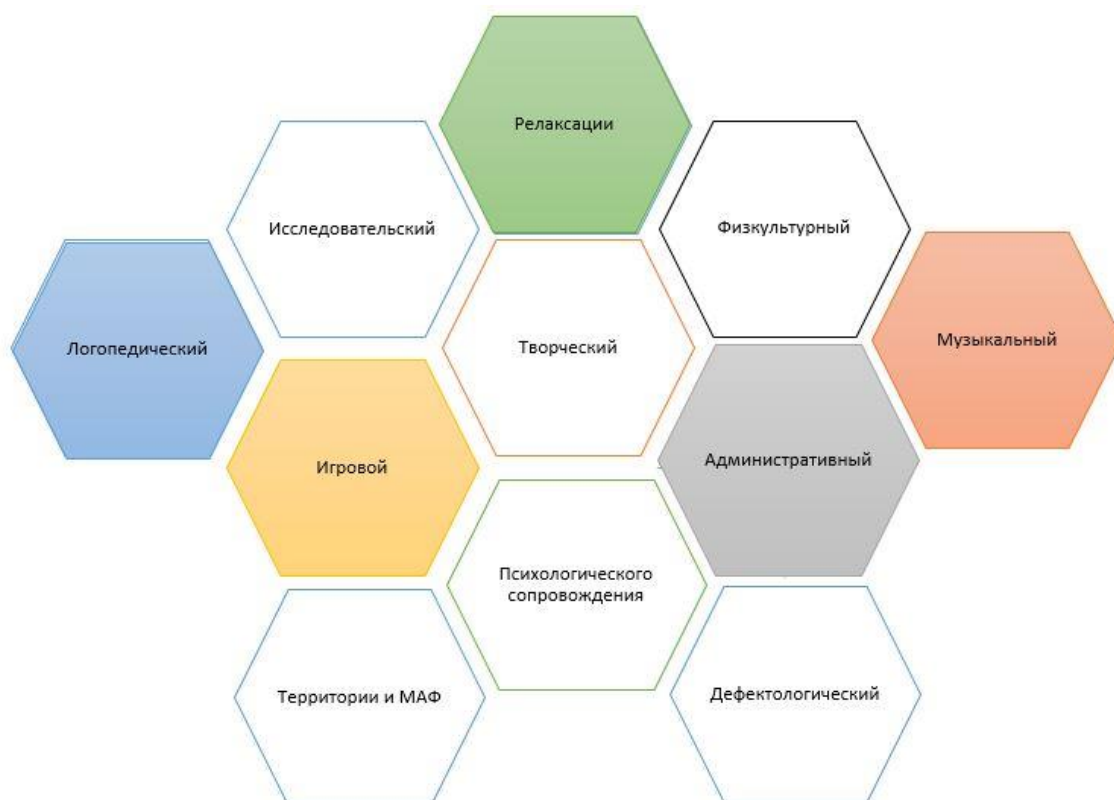 Релаксации
Исследовательский
Физкультурный
Логопедический
Творческий
Музыкальный
Игровой
Административный
Психологического
сопровождения
Территории и МАФ
Дефектологический